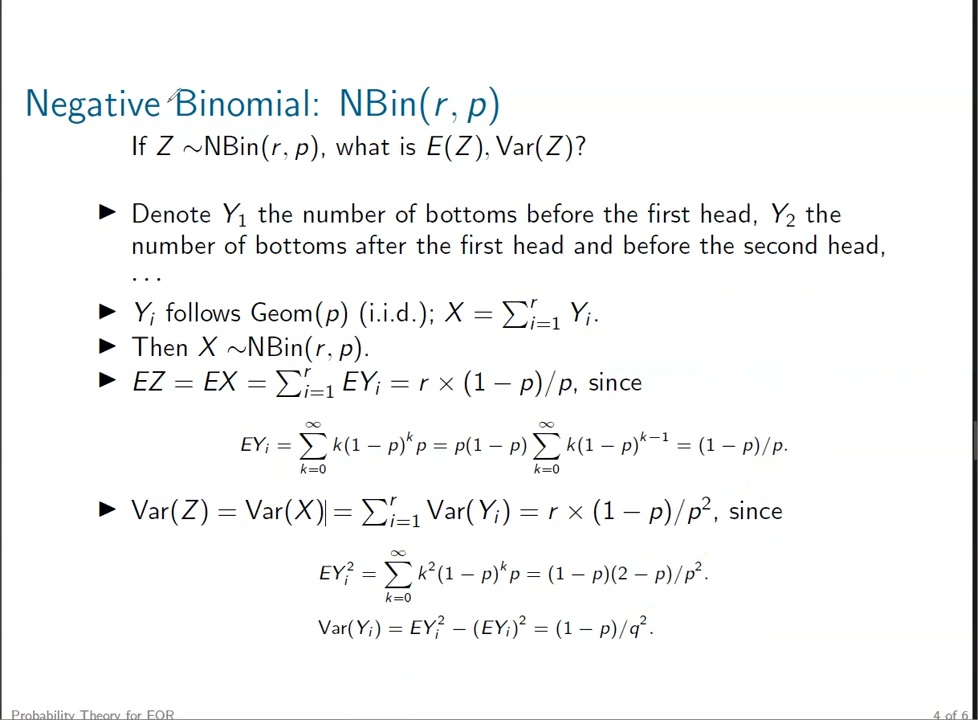 Negative Binomial: NBin(r, p)
If Z ∼NBin(r, p), what is E(Z), Var(Z)?
▶ Denote Y₁ the number of bottoms before the first head, Y₂ the
number of bottoms after the first head and before the second head,
...
▶ Yᵢ follows Geom(p) (i.i.d.); X = ∑ʳᵢ₌₁ Yᵢ.
▶ Then X ∼NBin(r, p).
▶ EZ = EX = ∑ʳᵢ₌₁ EYᵢ = r × (1 − p)/p, since
EYᵢ = ∑_{k=0}^{∞} k(1 − p)ᵏp = p(1 − p) ∑_{k=0}^{∞} k(1 − p)ᵏ⁻¹ = (1 − p)/p.
▶ Var(Z) = Var(X) = ∑ʳᵢ₌₁ Var(Yᵢ) = r × (1 − p)/p², since
EYᵢ² = ∑_{k=0}^{∞} k²(1 − p)ᵏp = (1 − p)(2 − p)/p².
Var(Yᵢ) = EYᵢ² − (EYᵢ)² = (1 − p)/q².
Probability Theory for EOR
4 of 6